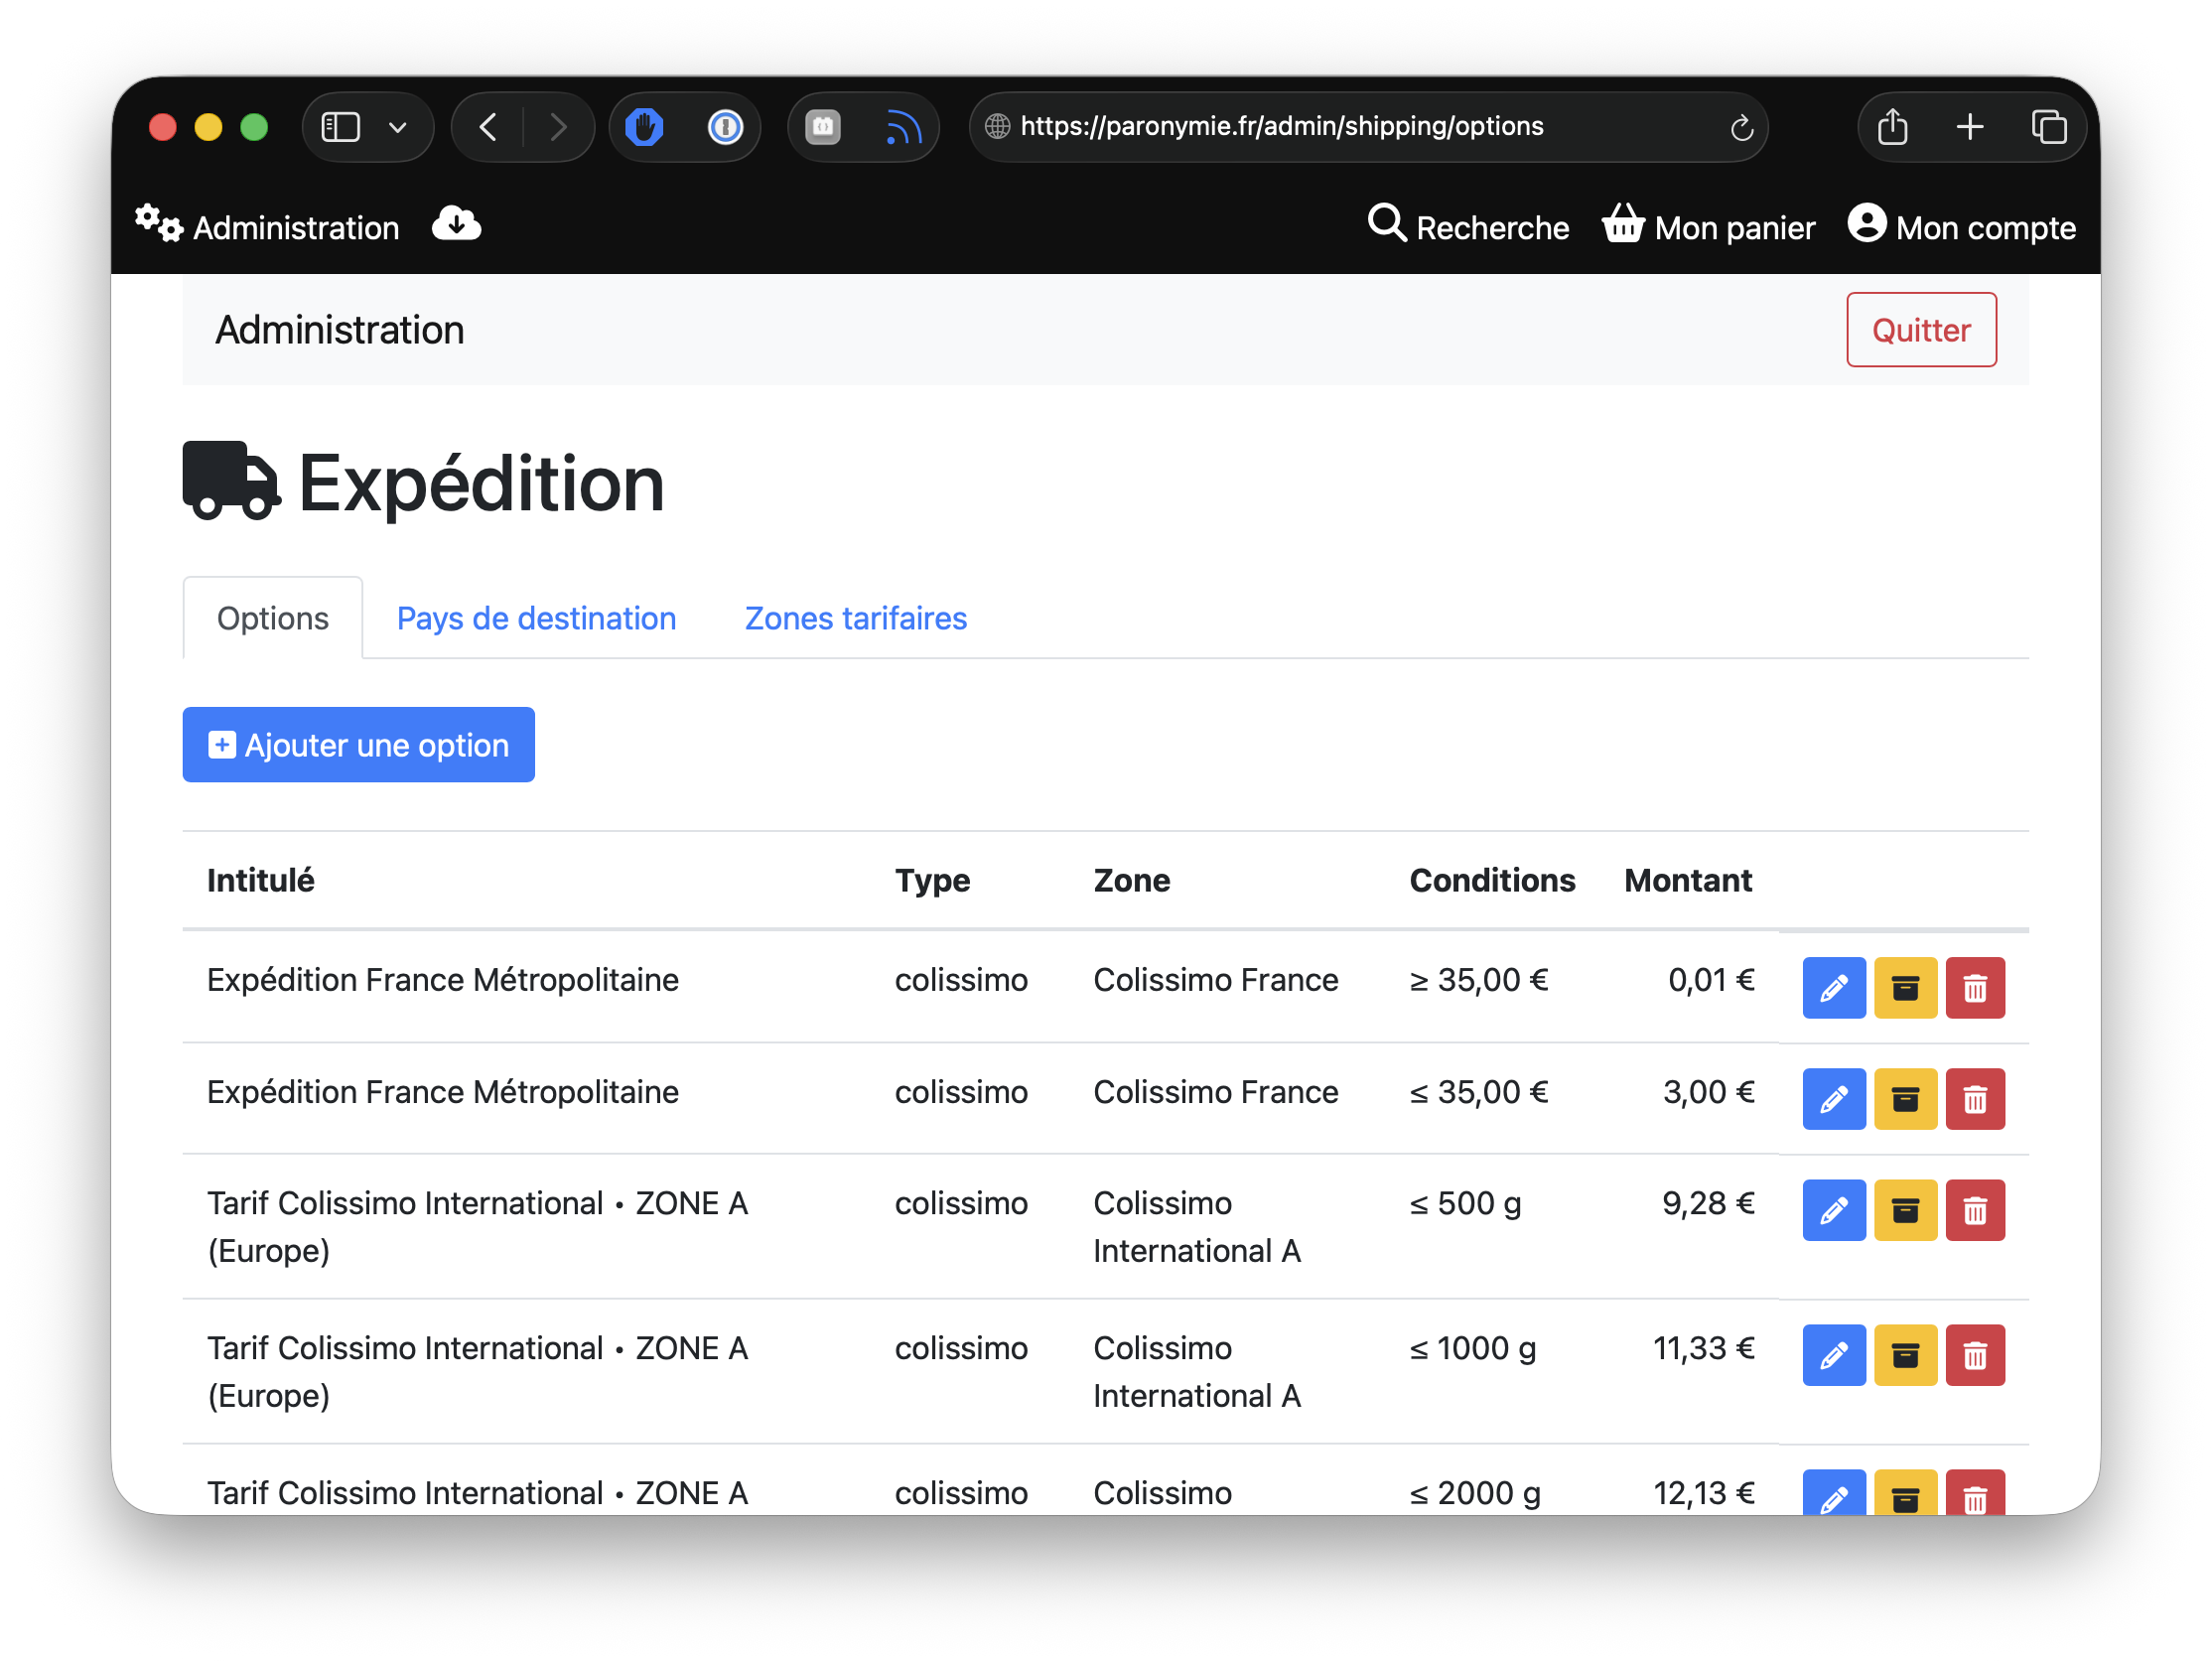 https://paronymie.fr/admin/shipping/options
Administration
Recherche
Mon panier
Mon compte
Administration
Quitter
Expédition
Options
Pays de destination
Zones tarifaires
Ajouter une option
Intitulé Type Zone Conditions Montant
Expédition France Métropolitaine colissimo Colissimo France ≥ 35,00 € 0,01 €
Expédition France Métropolitaine colissimo Colissimo France ≤ 35,00 € 3,00 €
Tarif Colissimo International • ZONE A colissimo Colissimo ≤ 500 g 9,28 €
(Europe) International A
Tarif Colissimo International • ZONE A colissimo Colissimo ≤ 1000 g 11,33 €
(Europe) International A
Tarif Colissimo International • ZONE A colissimo Colissimo ≤ 2000 g 12,13 €